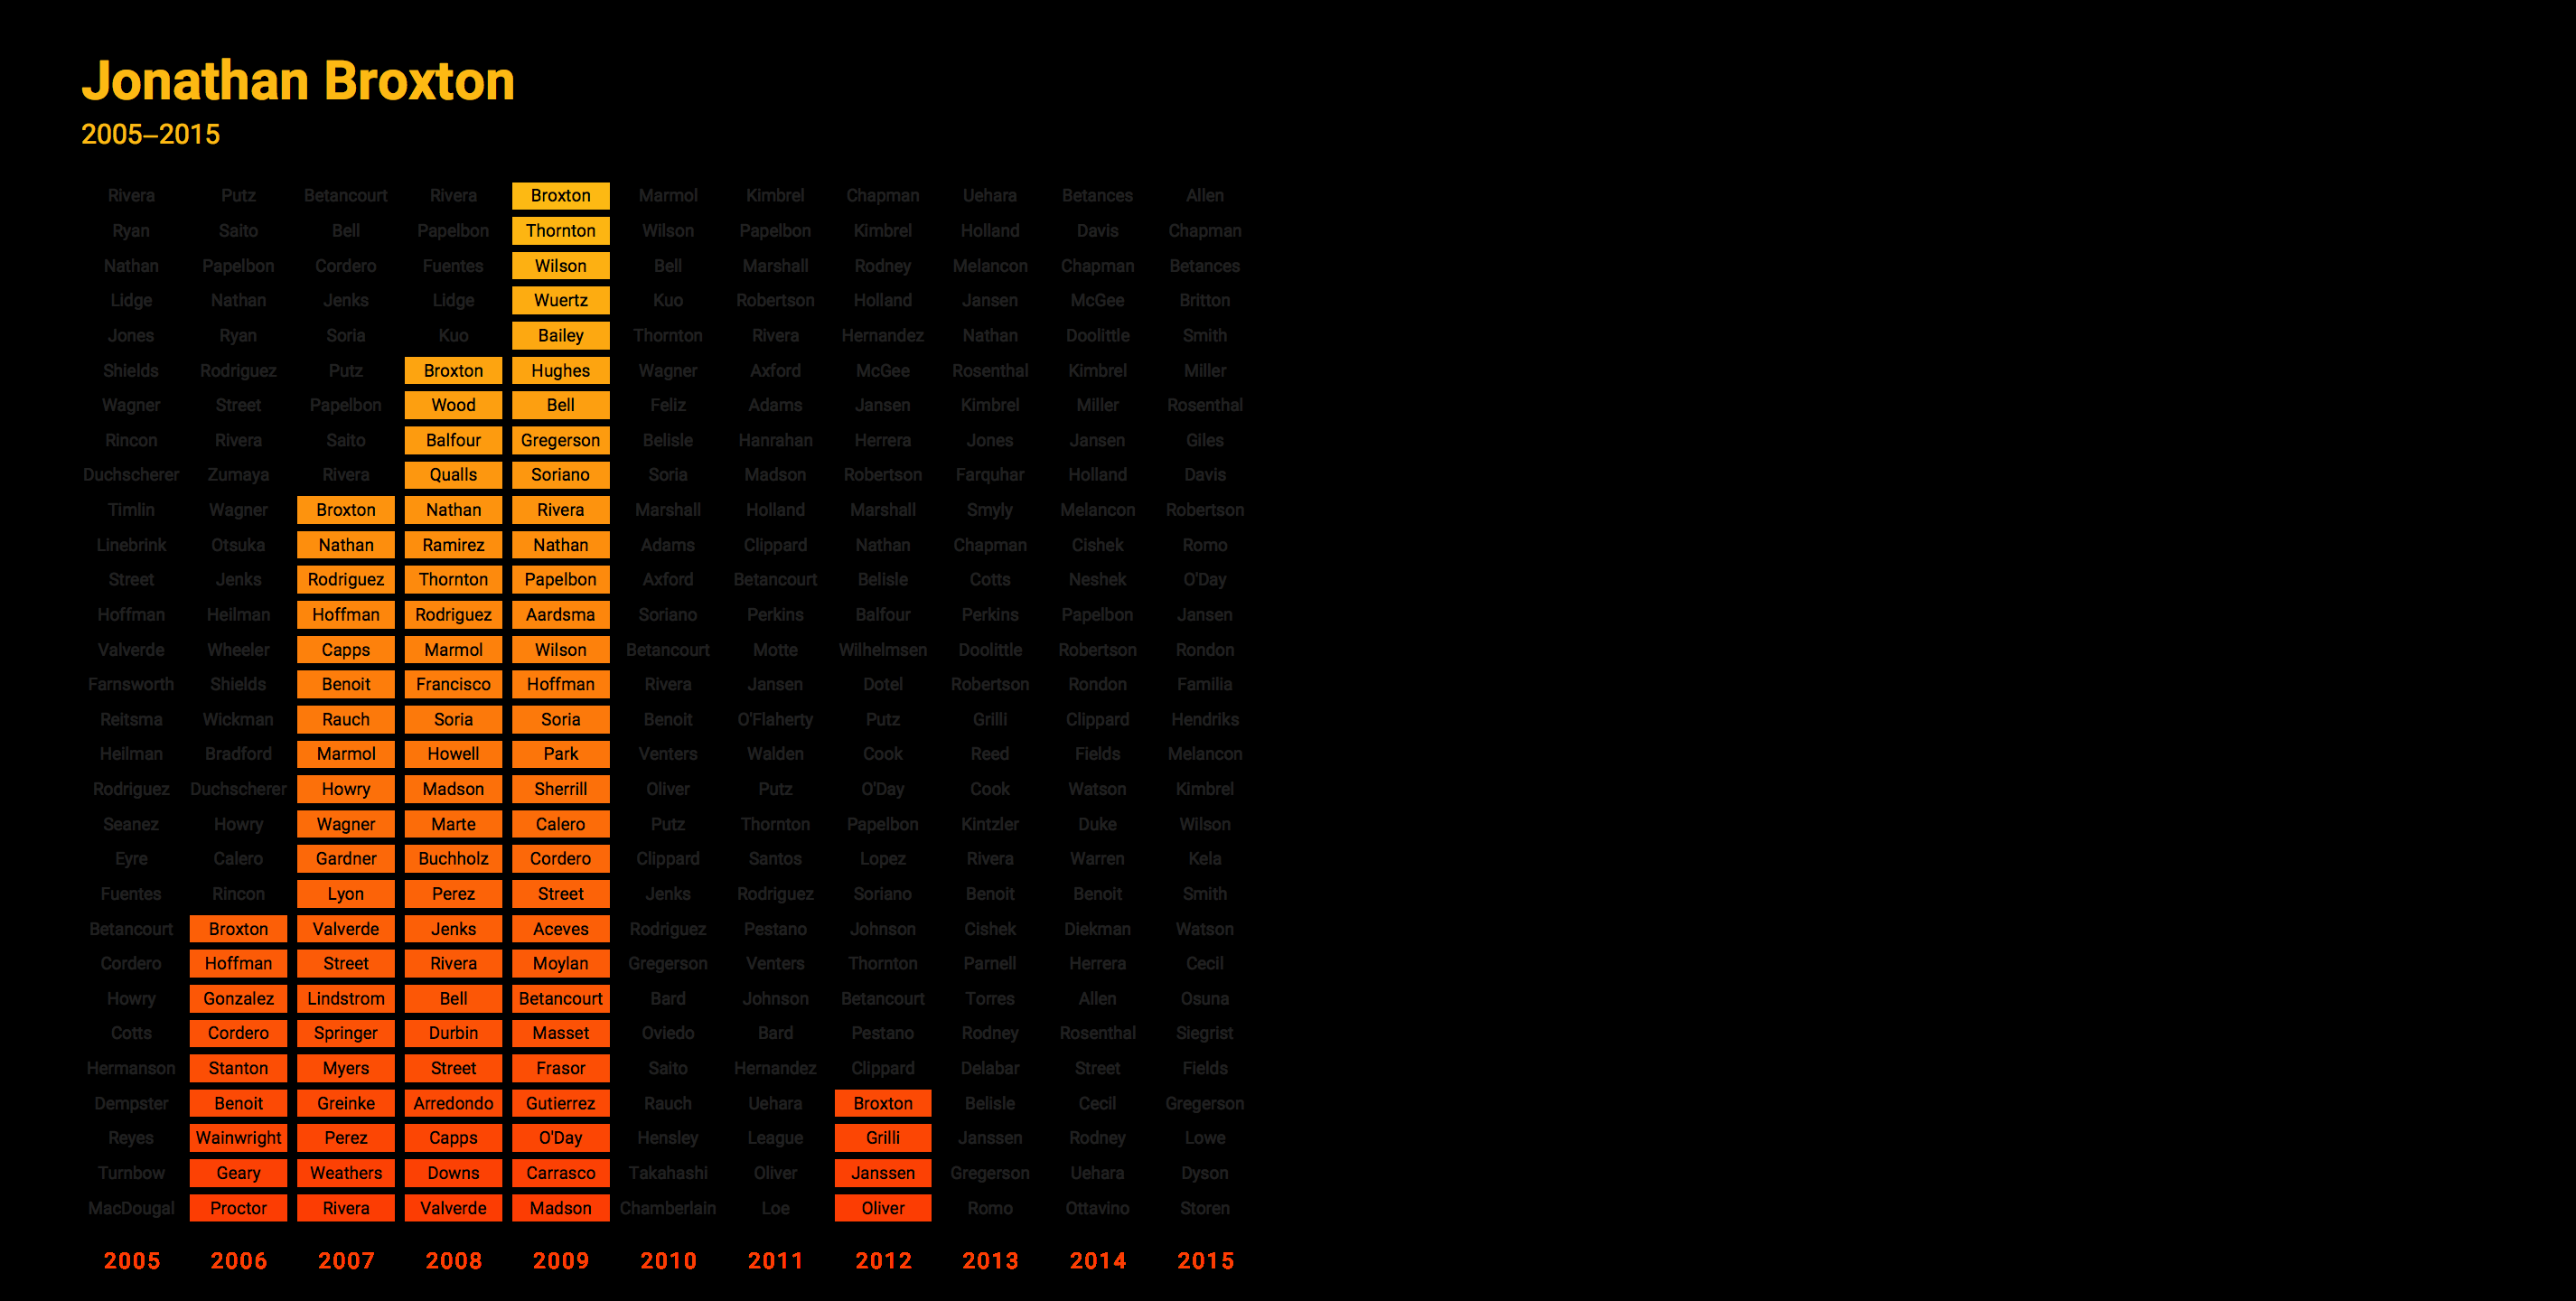 Jonathan Broxton
2005–2015
Rivera Putz Betancourt Rivera Broxton Marmol Kimbrel Chapman Uehara Betances Allen
Ryan Saito Bell Papelbon Thornton Wilson Papelbon Kimbrel Holland Davis Chapman
Nathan Papelbon Cordero Fuentes Wilson Bell Marshall Rodney Melancon Chapman Betances
Lidge Nathan Jenks Lidge Wuertz Kuo Robertson Holland Jansen McGee Britton
Jones Ryan Soria Kuo Bailey Thornton Rivera Hernandez Nathan Doolittle Smith
Shields Rodriguez Putz Broxton Hughes Wagner Axford McGee Rosenthal Kimbrel Miller
Wagner Street Papelbon Wood Bell Feliz Adams Jansen Kimbrel Miller Rosenthal
Rincon Rivera Saito Balfour Gregerson Belisle Hanrahan Herrera Jones Jansen Giles
Duchscherer Zumaya Rivera Qualls Soriano Soria Madson Robertson Farquhar Holland Davis
Timlin Wagner Broxton Nathan Rivera Marshall Holland Marshall Smyly Melancon Robertson
Linebrink Otsuka Nathan Ramirez Nathan Adams Clippard Nathan Chapman Cishek Romo
Street Jenks Rodriguez Thornton Papelbon Axford Betancourt Belisle Cotts Neshek O'Day
Hoffman Heilman Hoffman Rodriguez Aardsma Soriano Perkins Balfour Perkins Papelbon Jansen
Valverde Wheeler Capps Marmol Wilson Betancourt Motte Wilhelmsen Doolittle Robertson Rondon
Farnsworth Shields Benoit Francisco Hoffman Rivera Jansen Dotel Robertson Rondon Familia
Reitsma Wickman Rauch Soria Soria Benoit O'Flaherty Putz Grilli Clippard Hendriks
Heilman Bradford Marmol Howell Park Venters Walden Cook Reed Fields Melancon
Rodriguez Duchscherer Howry Madson Sherrill Oliver Putz O'Day Cook Watson Kimbrel
Seanez Howry Wagner Marte Calero Putz Thornton Papelbon Kintzler Duke Wilson
Eyre Calero Gardner Buchholz Cordero Clippard Santos Lopez Rivera Warren Kela
Fuentes Rincon Lyon Perez Street Jenks Rodriguez Soriano Benoit Benoit Smith
Betancourt Broxton Valverde Jenks Aceves Rodriguez Pestano Johnson Cishek Diekman Watson
Cordero Hoffman Street Rivera Moylan Gregerson Venters Thornton Parnell Herrera Cecil
Howry Gonzalez Lindstrom Bell Betancourt Bard Johnson Betancourt Torres Allen Osuna
Cotts Cordero Springer Durbin Masset Oviedo Bard Pestano Rodney Rosenthal Siegrist
Hermanson Stanton Myers Street Frasor Saito Hernandez Clippard Delabar Street Fields
Dempster Benoit Greinke Arredondo Gutierrez Rauch Uehara Broxton Belisle Cecil Gregerson
Reyes Wainwright Perez Capps O'Day Hensley League Grilli Janssen Rodney Lowe
Turnbow Geary Weathers Downs Carrasco Takahashi Oliver Janssen Gregerson Uehara Dyson
MacDougal Proctor Rivera Valverde Madson Chamberlain Loe Oliver Romo Ottavino Storen
2005 2006 2007 2008 2009 2010 2011 2012 2013 2014 2015